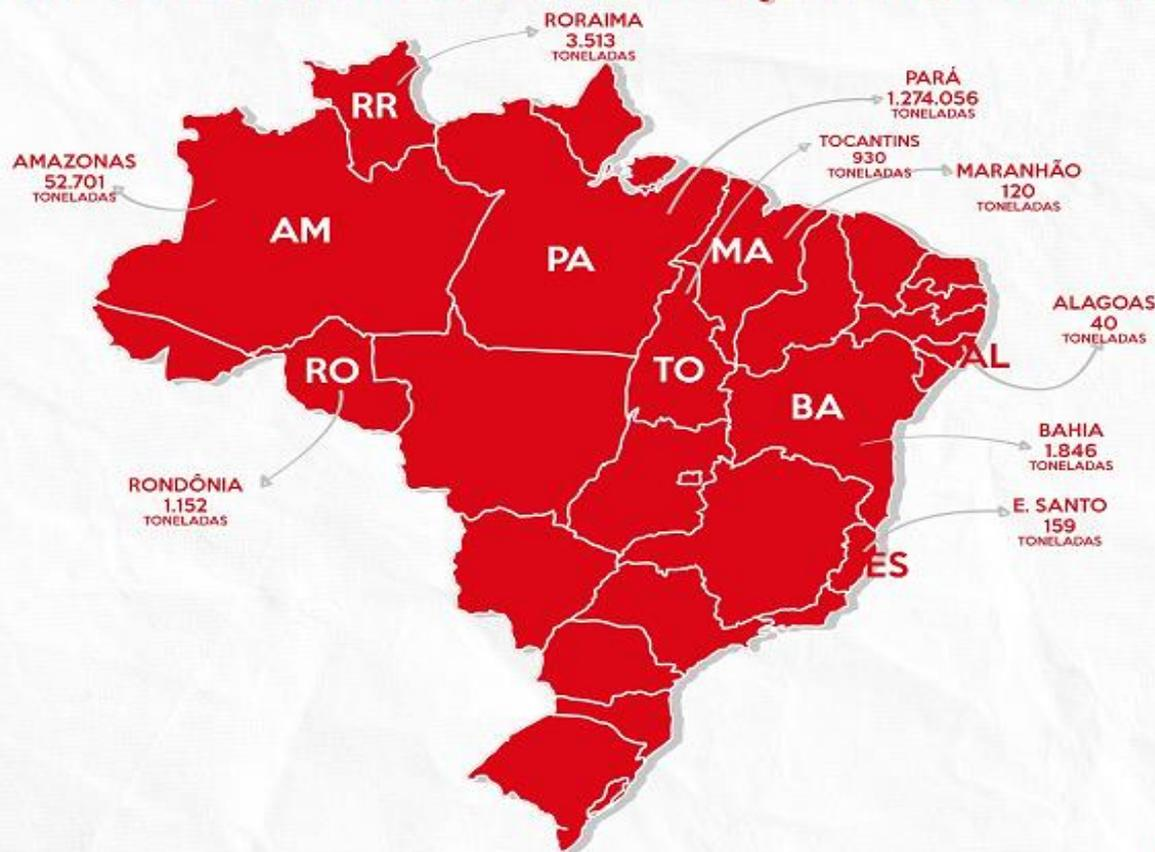 RORAIMA
3.513
TONELADAS
PARÁ
1.274.056
TONELADAS
TOCANTINS
930
TONELADAS
MARANHÃO
120
TONELADAS
AMAZONAS
52.701
TONELADAS
RR
AM
PA
MA
ALAGOAS
40
TONELADAS
AL
RO
TO
BA
BAHIA
1.846
TONELADAS
RONDÔNIA
1.152
TONELADAS
E. SANTO
159
TONELADAS
ES